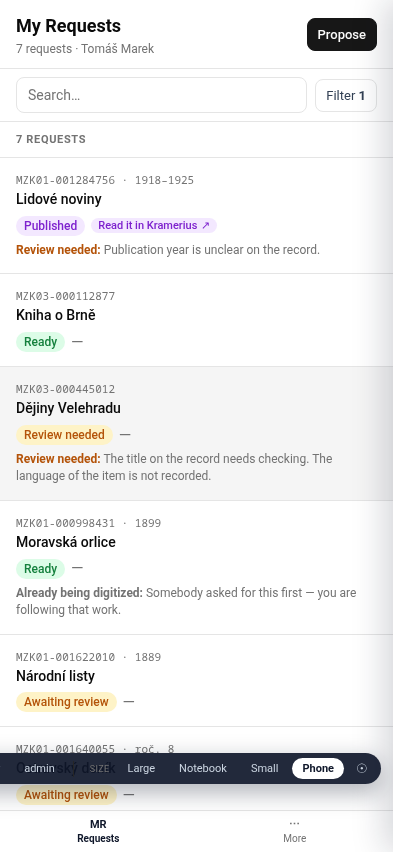 My Requests
7 requests · Tomáš Marek
Propose
Search…
Filter 1
7 REQUESTS
MZK01-001284756 · 1918–1925
Lidové noviny
Published
Read it in Kramerius ↗
Review needed: Publication year is unclear on the record.
MZK03-000112877
Kniha o Brně
Ready —
MZK03-000445012
Dějiny Velehradu
Review needed —
Review needed: The title on the record needs checking. The
language of the item is not recorded.
MZK01-000998431 · 1899
Moravská orlice
Ready —
Already being digitized: Somebody asked for this first — you are
following that work.
MZK01-001622010 · 1889
Národní listy
Awaiting review —
MZK01-001640055 · roč. 8
admin SIZE Large Notebook Small Phone
Awaiting review —
MR
Requests
···
More